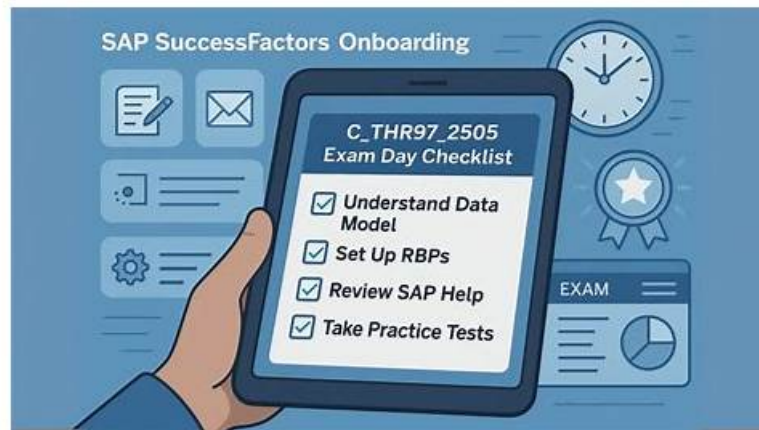 SAP SuccessFactors Onboarding
C_THR97_2505
Exam Day Checklist
Understand Data
Model
Set Up RBPs
Review SAP Help
Take Practice Tests
EXAM